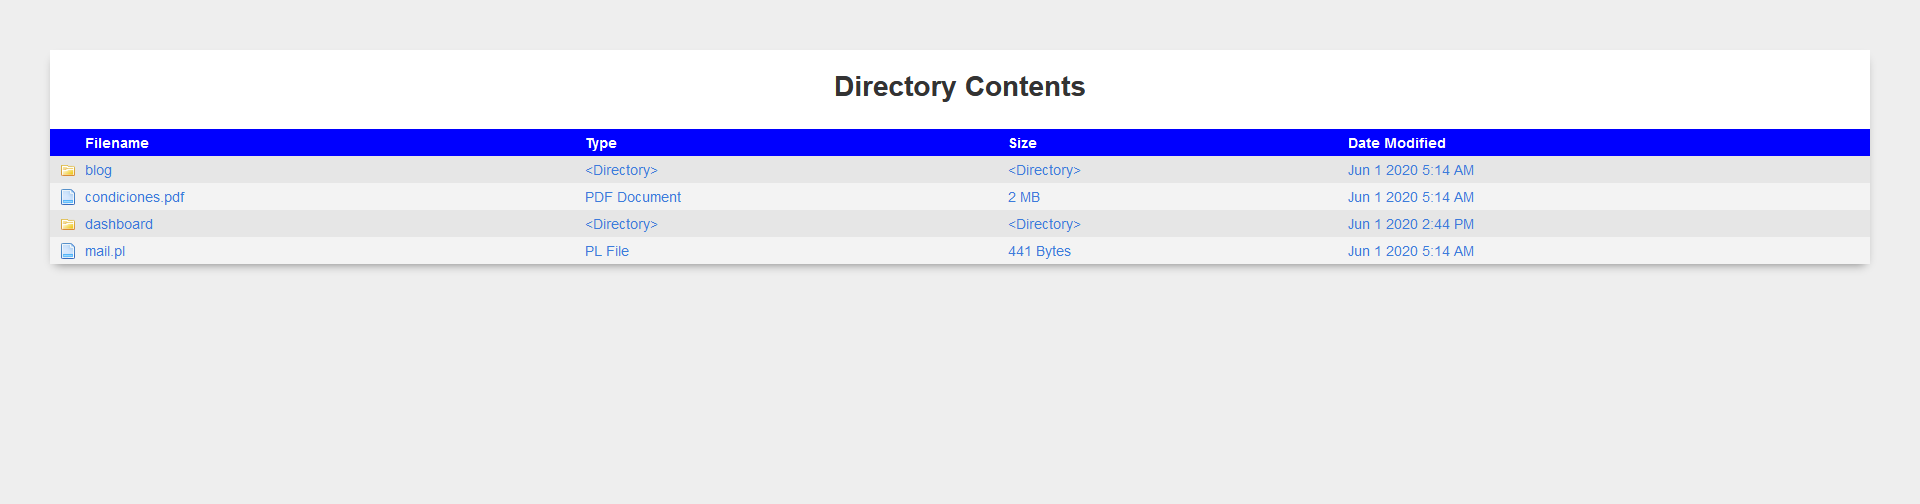 Directory Contents
Filename Type Size Date Modified
blog <Directory> <Directory> Jun 1 2020 5:14 AM
condiciones.pdf PDF Document 2 MB Jun 1 2020 5:14 AM
dashboard <Directory> <Directory> Jun 1 2020 2:44 PM
mail.pl PL File 441 Bytes Jun 1 2020 5:14 AM